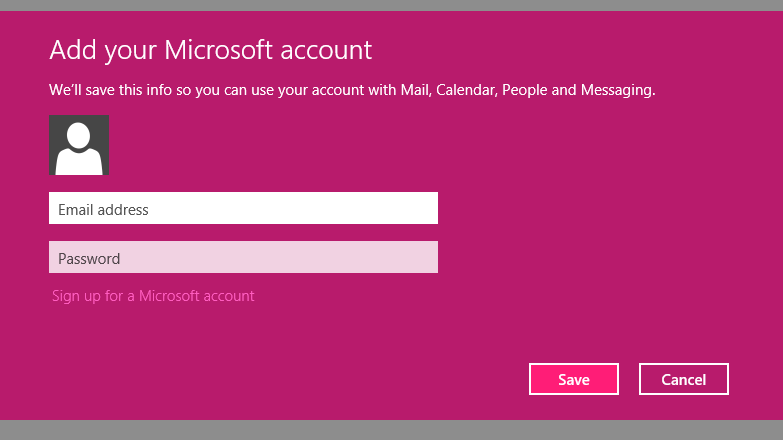 Add your Microsoft account
We'll save this info so you can use your account with Mail, Calendar, People and Messaging.
Email address
Password
Sign up for a Microsoft account
Save Cancel